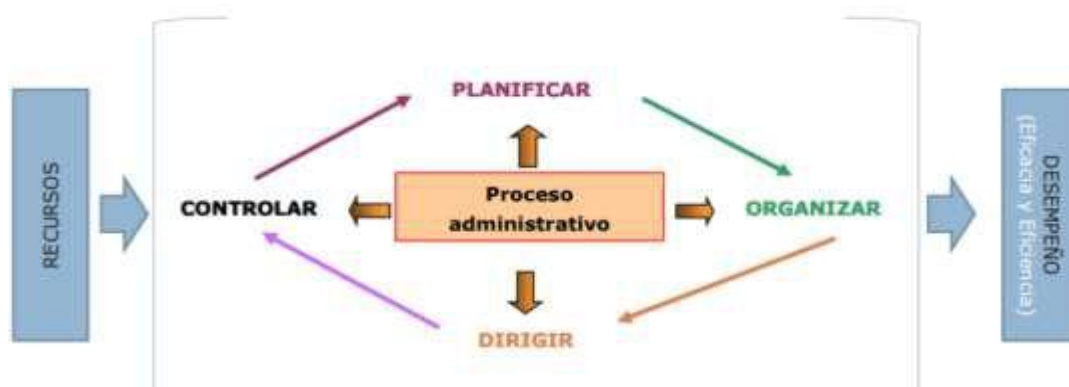 RECURSOS
PLANIFICAR
CONTROLAR
Proceso
administrativo
ORGANIZAR
DIRIGIR
DESEMPEÑO
(Eficacia Y Eficiencia)